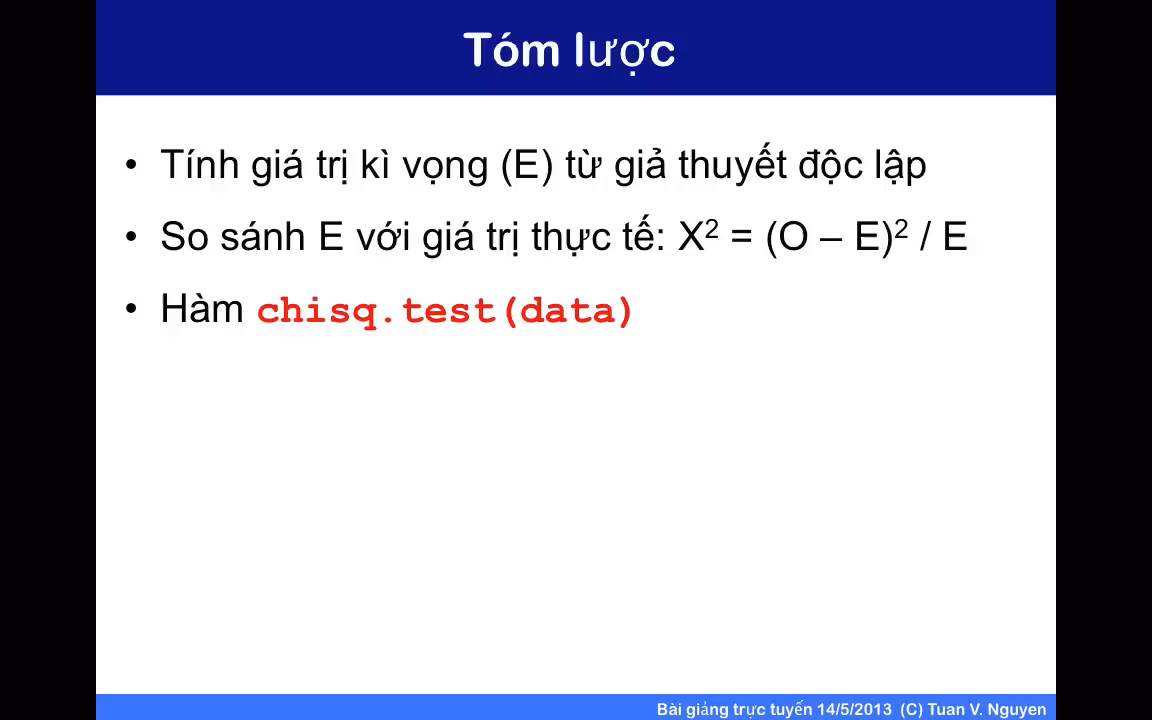 Tóm lược
• Tính giá trị kì vọng (E) từ giả thuyết độc lập
• So sánh E với giá trị thực tế: X² = (O – E)² / E
• Hàm chisq.test(data)
Bài giảng trực tuyến 14/5/2013 (C) Tuan V. Nguyen